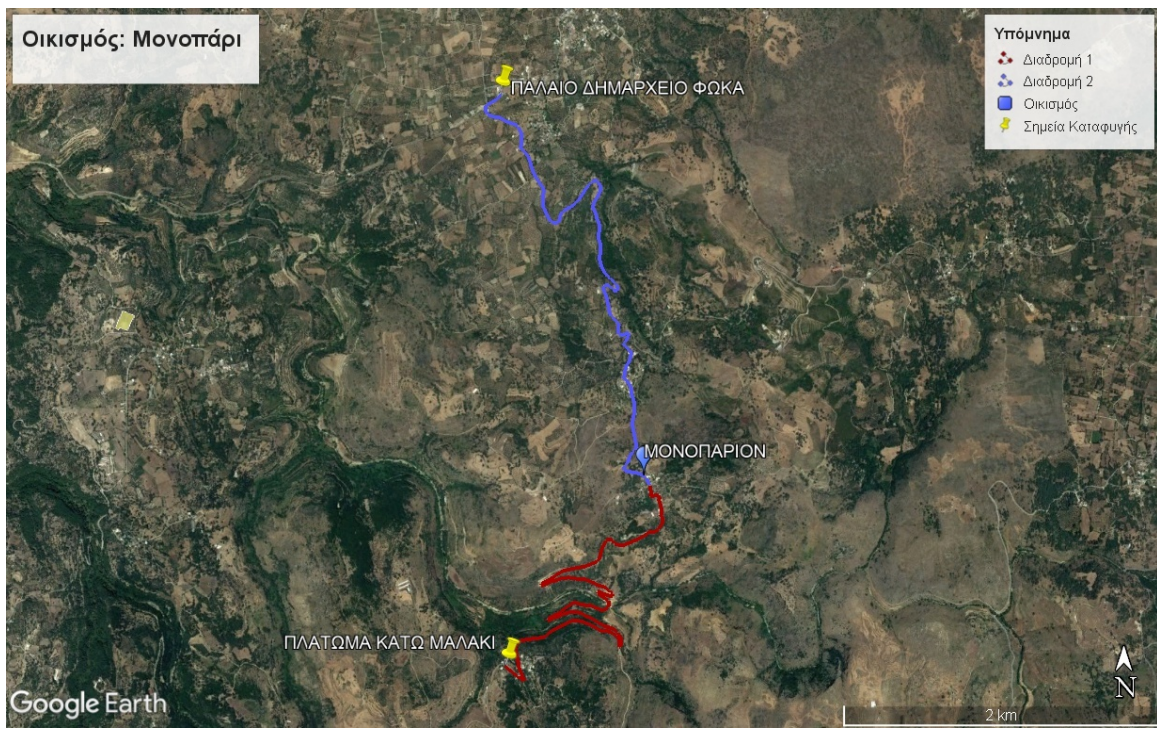 Οικισμός: Μονοπάρι
Υπόμνημα
Διαδρομή 1
Διαδρομή 2
Οικισμός
Σημεία Καταφυγής
ΠΑΛΑΙΟ ΔΗΜΑΡΧΕΙΟ ΦΩΚΑ
ΜΟΝΟΠΑΡΙΟΝ
ΠΛΑΤΩΜΑ ΚΑΤΩ ΜΑΛΑΚΙ
Google Earth
N
2 km